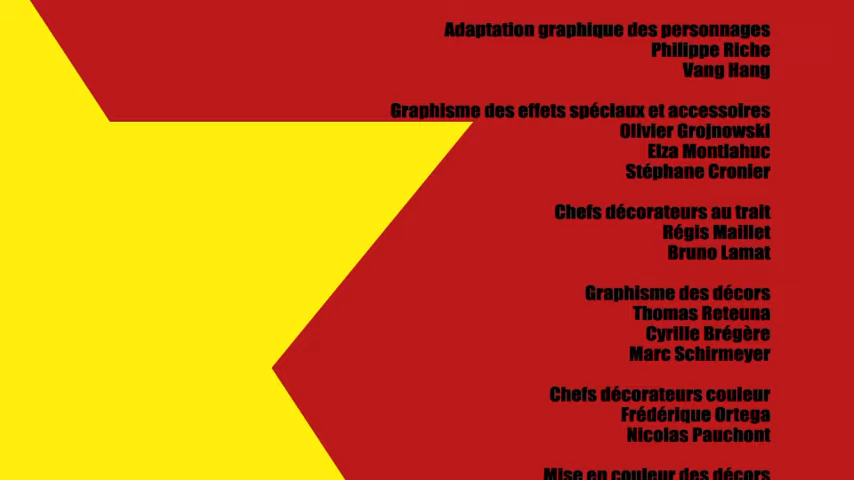 Adaptation graphique des personnages
Philippe Riche
Vang Hang
Graphisme des effets spéciaux et accessoires
Olivier Grojnowski
Elza Montlahuc
Stéphane Cronier
Chefs décorateurs au trait
Régis Maillet
Bruno Lamat
Graphisme des décors
Thomas Reteuna
Cyrille Brégère
Marc Schirmeyer
Chefs décorateurs couleur
Frédérique Ortega
Nicolas Pauchont
Mise en couleur des décors